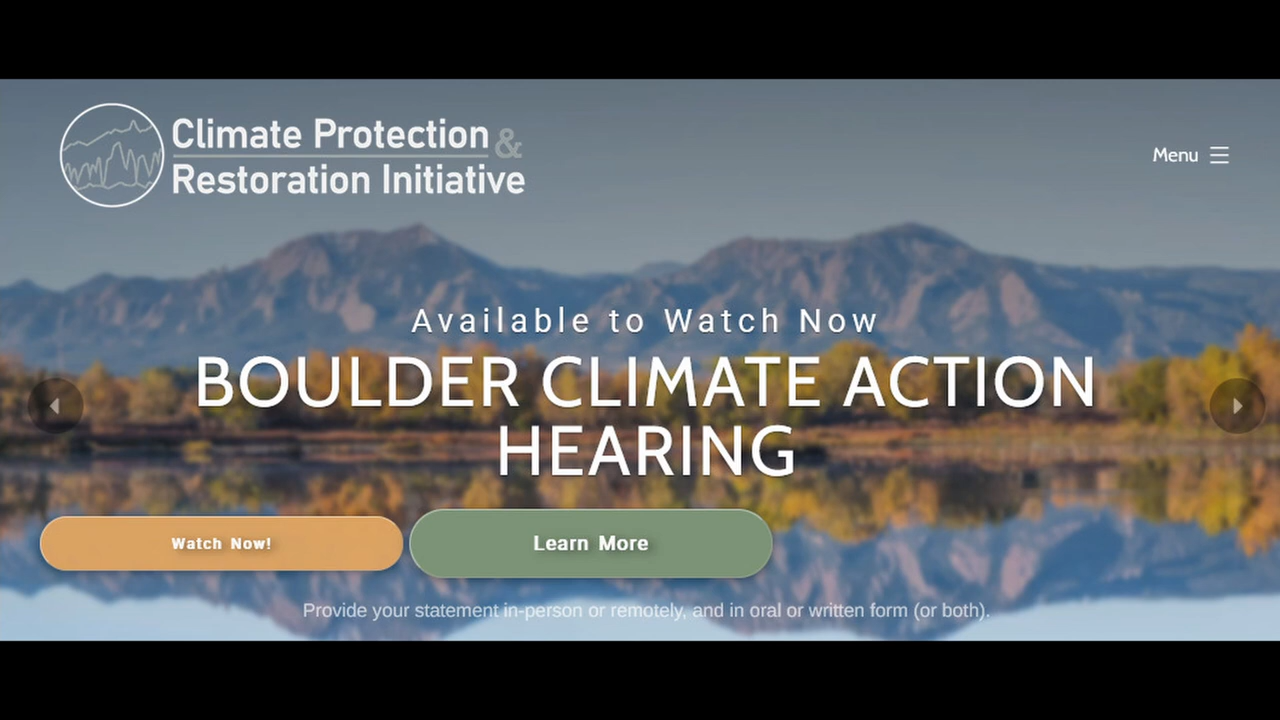 Climate Protection &
Restoration Initiative
Menu
Available to Watch Now
BOULDER CLIMATE ACTION
HEARING
Watch Now!
Learn More
Provide your statement in-person or remotely, and in oral or written form (or both).